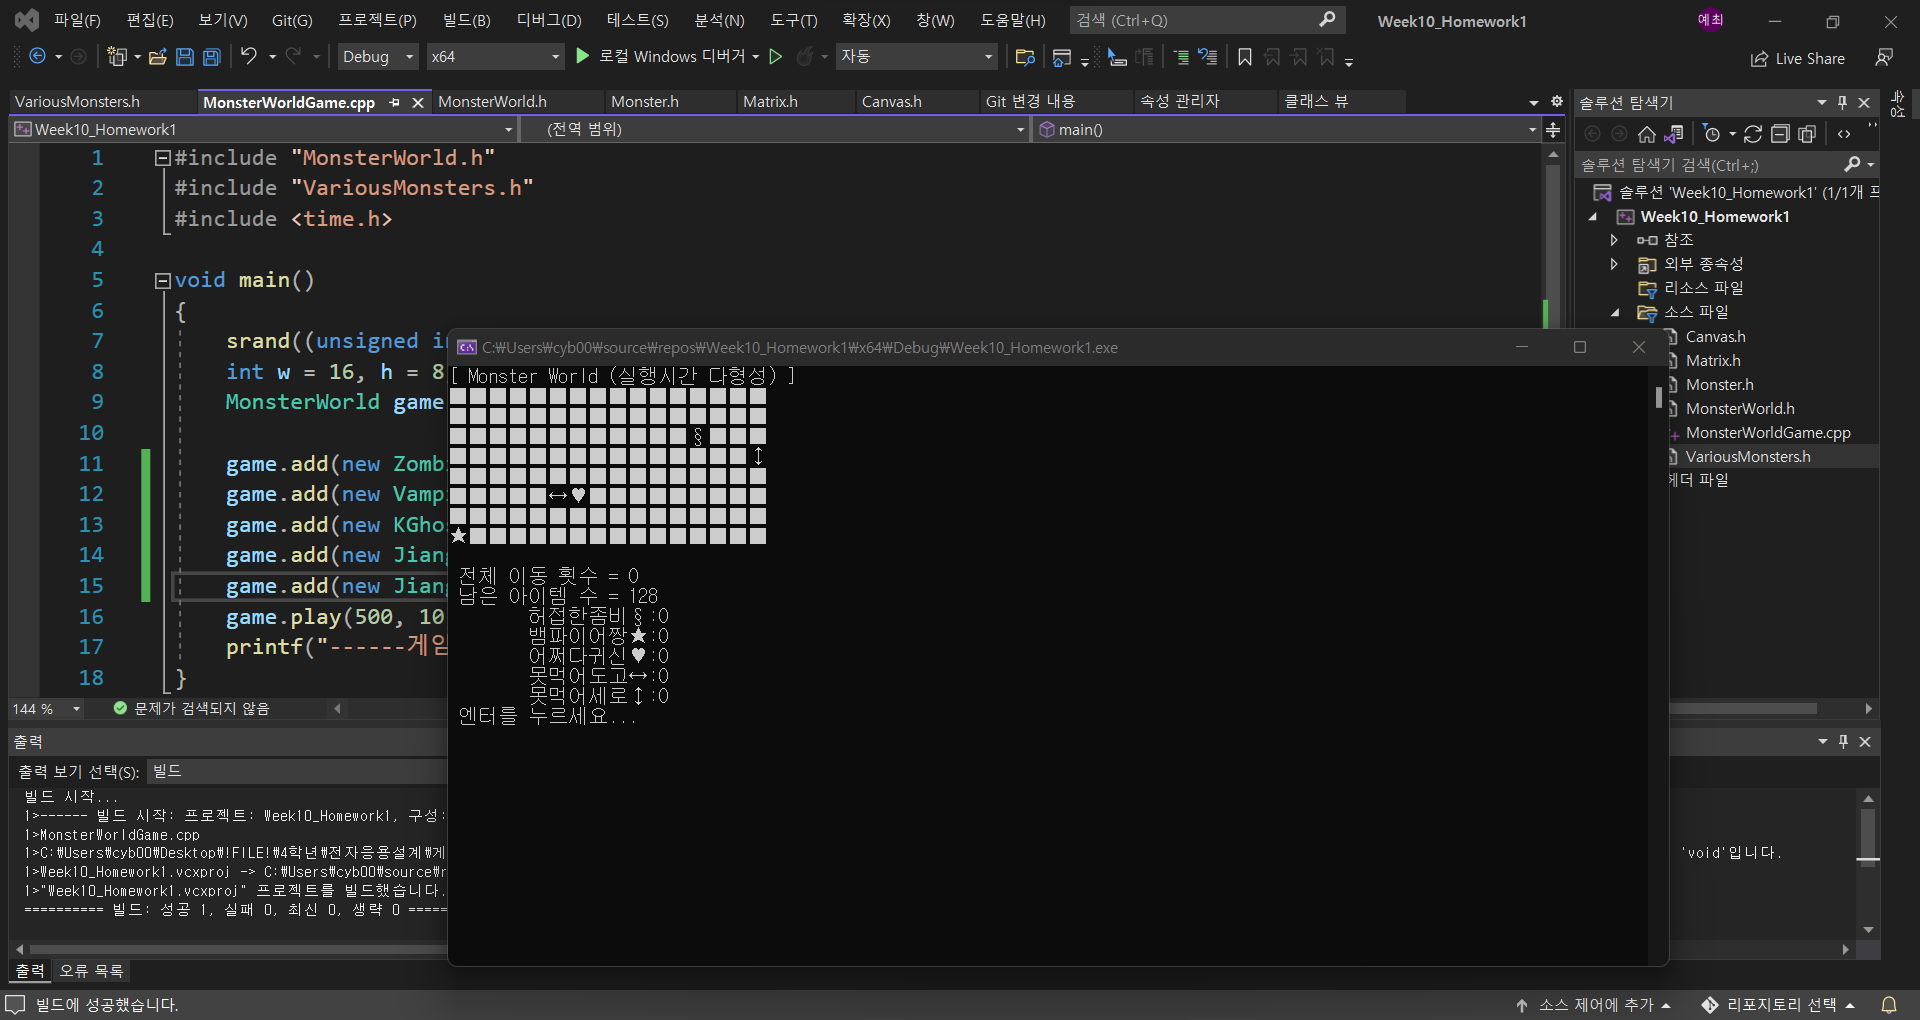 파일(F) 편집(E) 보기(V) Git(G) 프로젝트(P) 빌드(B) 디버그(D) 테스트(S) 분석(N) 도구(T) 확장(X) 창(W) 도움말(H) 검색 (Ctrl+Q) Week10_Homework1 예최
Debug x64 로컬 Windows 디버거 자동 Live Share
VariousMonsters.h MonsterWorldGame.cpp MonsterWorld.h Monster.h Matrix.h Canvas.h Git 변경 내용 속성 관리자 클래스 뷰
Week10_Homework1 (전역 범위) main()
1 #include "MonsterWorld.h"
2 #include "VariousMonsters.h"
3 #include <time.h>
4
5 void main()
6 {
7 srand((unsigned in
8 int w = 16, h = 8
9 MonsterWorld game
10
11 game.add(new Zomb
12 game.add(new Vamp
13 game.add(new KGho
14 game.add(new Jiang
15 game.add(new Jiang
16 game.play(500, 10
17 printf("------게임
18 }
144 % 문제가 검색되지 않음
C:\Users\cyb00\source\repos\Week10_Homework1\x64\Debug\Week10_Homework1.exe
[ Monster World (실행시간 다형성) ]
§
↕
↔♥
★
전체 이동 횟수 = 0
남은 아이템 수 = 128
허접한좀비§:0
뱀파이어짱★:0
어쩌다귀신♥:0
못먹어도고↔:0
못먹어세로↕:0
엔터를 누르세요...
출력
출력 보기 선택(S): 빌드
빌드 시작...
1>------ 빌드 시작: 프로젝트: Week10_Homework1, 구성:
1>MonsterWorldGame.cpp
1>C:\Users\cyb00\Desktop\!FILE!\4학년\전자응용설계\게
'void'입니다.
1>Week10_Homework1.vcxproj -> C:\Users\cyb00\source\r
1>"Week10_Homework1.vcxproj" 프로젝트를 빌드했습니다.
========== 빌드: 성공 1, 실패 0, 최신 0, 생략 0 =====
출력 오류 목록
빌드에 성공했습니다. 소스 제어에 추가 리포지토리 선택
솔루션 탐색기
솔루션 탐색기 검색(Ctrl+;)
솔루션 'Week10_Homework1' (1/1개 프
Week10_Homework1
참조
외부 종속성
리소스 파일
소스 파일
Canvas.h
Matrix.h
Monster.h
MonsterWorld.h
MonsterWorldGame.cpp
VariousMonsters.h
헤더 파일
속성